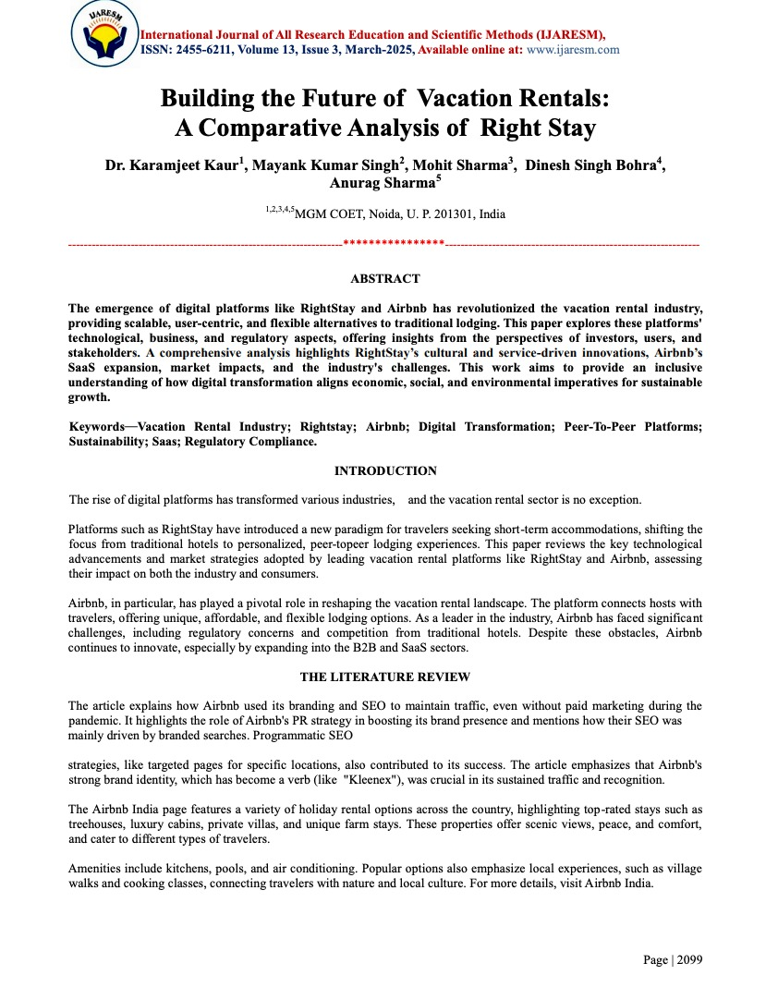 IJARESM
International Journal of All Research Education and Scientific Methods (IJARESM),
ISSN: 2455-6211, Volume 13, Issue 3, March-2025, Available online at: www.ijaresm.com
Building the Future of Vacation Rentals:
A Comparative Analysis of Right Stay
Dr. Karamjeet Kaur1, Mayank Kumar Singh2, Mohit Sharma3, Dinesh Singh Bohra4,
Anurag Sharma5
1,2,3,4,5MGM COET, Noida, U. P. 201301, India
****************
ABSTRACT
The emergence of digital platforms like RightStay and Airbnb has revolutionized the vacation rental industry,
providing scalable, user-centric, and flexible alternatives to traditional lodging. This paper explores these platforms'
technological, business, and regulatory aspects, offering insights from the perspectives of investors, users, and
stakeholders. A comprehensive analysis highlights RightStay’s cultural and service-driven innovations, Airbnb’s
SaaS expansion, market impacts, and the industry's challenges. This work aims to provide an inclusive
understanding of how digital transformation aligns economic, social, and environmental imperatives for sustainable
growth.
Keywords—Vacation Rental Industry; Rightstay; Airbnb; Digital Transformation; Peer-To-Peer Platforms;
Sustainability; Saas; Regulatory Compliance.
INTRODUCTION
The rise of digital platforms has transformed various industries, and the vacation rental sector is no exception.
Platforms such as RightStay have introduced a new paradigm for travelers seeking short-term accommodations, shifting the
focus from traditional hotels to personalized, peer-topeer lodging experiences. This paper reviews the key technological
advancements and market strategies adopted by leading vacation rental platforms like RightStay and Airbnb, assessing
their impact on both the industry and consumers.
Airbnb, in particular, has played a pivotal role in reshaping the vacation rental landscape. The platform connects hosts with
travelers, offering unique, affordable, and flexible lodging options. As a leader in the industry, Airbnb has faced significant
challenges, including regulatory concerns and competition from traditional hotels. Despite these obstacles, Airbnb
continues to innovate, especially by expanding into the B2B and SaaS sectors.
THE LITERATURE REVIEW
The article explains how Airbnb used its branding and SEO to maintain traffic, even without paid marketing during the
pandemic. It highlights the role of Airbnb's PR strategy in boosting its brand presence and mentions how their SEO was
mainly driven by branded searches. Programmatic SEO
strategies, like targeted pages for specific locations, also contributed to its success. The article emphasizes that Airbnb's
strong brand identity, which has become a verb (like "Kleenex"), was crucial in its sustained traffic and recognition.
The Airbnb India page features a variety of holiday rental options across the country, highlighting top-rated stays such as
treehouses, luxury cabins, private villas, and unique farm stays. These properties offer scenic views, peace, and comfort,
and cater to different types of travelers.
Amenities include kitchens, pools, and air conditioning. Popular options also emphasize local experiences, such as village
walks and cooking classes, connecting travelers with nature and local culture. For more details, visit Airbnb India.
Page | 2099